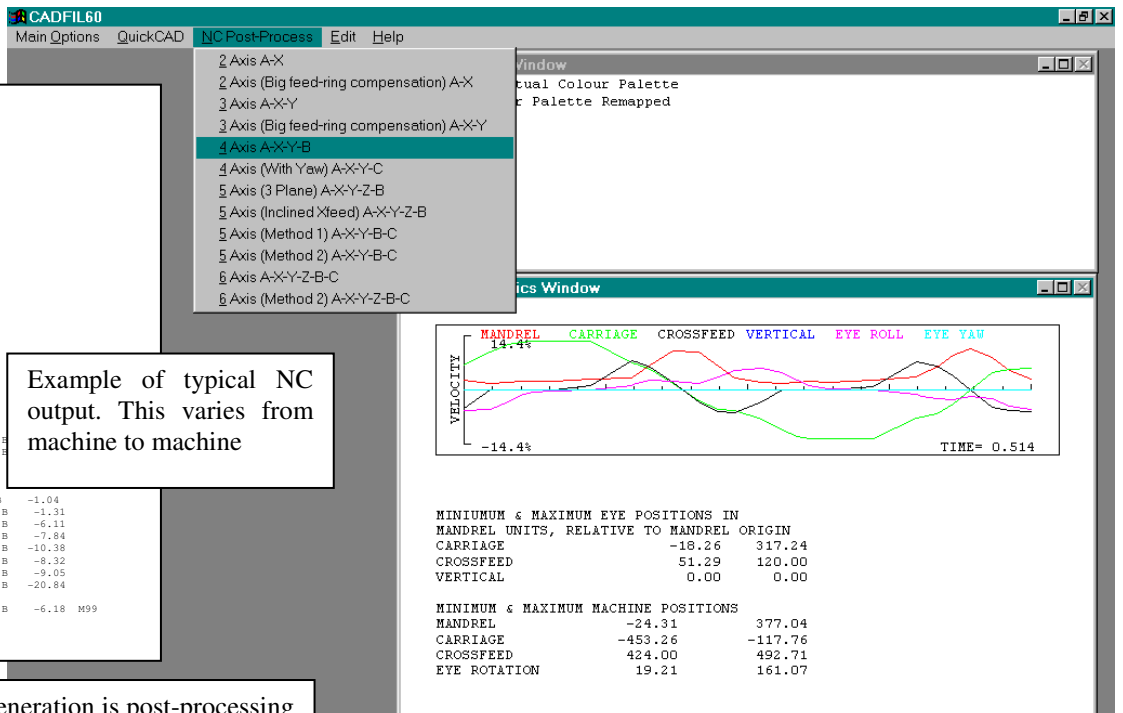 CADFIL60
Main Options QuickCAD NC Post-Process Edit Help
2 Axis A-X
2 Axis (Big feed-ring compensation) A-X
3 Axis A-X-Y
3 Axis (Big feed-ring compensation) A-X-Y
4 Axis A-X-Y-B
4 Axis (With Yaw) A-X-Y-C
5 Axis (3 Plane) A-X-Y-Z-B
5 Axis (Inclined Xfeed) A-X-Y-Z-B
5 Axis (Method 1) A-X-Y-B-C
5 Axis (Method 2) A-X-Y-B-C
6 Axis A-X-Y-Z-B-C
6 Axis (Method 2) A-X-Y-Z-B-C
Window
tual Colour Palette
r Palette Remapped
ics Window
MANDREL CARRIAGE CROSSFEED VERTICAL EYE ROLL EYE YAW
14.4%
VELOCITY
-14.4%
TIME= 0.514
MINIUMUM & MAXIMUM EYE POSITIONS IN
MANDREL UNITS, RELATIVE TO MANDREL ORIGIN
CARRIAGE -18.26 317.24
CROSSFEED 51.29 120.00
VERTICAL 0.00 0.00
MINIMUM & MAXIMUM MACHINE POSITIONS
MANDREL -24.31 377.04
CARRIAGE -453.26 -117.76
CROSSFEED 424.00 492.71
EYE ROTATION 19.21 161.07
Example of typical NC
output. This varies from
machine to machine
B
B
B -1.04
B -1.31
B -6.11
B -7.84
B -10.38
B -8.32
B -9.05
B -20.84
B -6.18 M99
eneration is post-processing